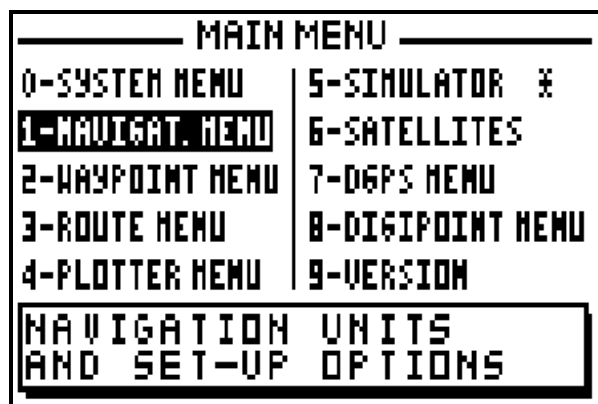 MAIN MENU
0-SYSTEM MENU
1-NAVIGAT. MENU
2-WAYPOINT MENU
3-ROUTE MENU
4-PLOTTER MENU
5-SIMULATOR *
6-SATELLITES
7-DGPS MENU
8-DIGIPOINT MENU
9-VERSION
NAVIGATION UNITS
AND SET-UP OPTIONS